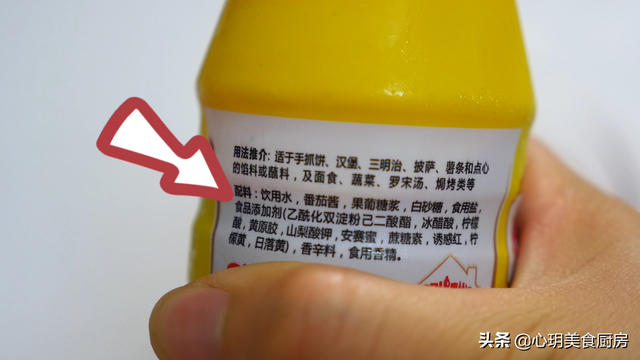 用法推介：适于手抓饼、汉堡、三明治、披萨、薯条和点心
的馅料或蘸料，及面食、蔬菜、罗宋汤、焗烤类等
配料：饮用水，番茄酱，果葡糖浆，白砂糖，食用盐，
食品添加剂(乙酰化双淀粉己二酸酯，冰醋酸，柠檬
酸，黄原胶，山梨酸钾，安赛蜜，蔗糖素，诱惑红，柠
檬黄，日落黄)，香辛料，食用香精。
头条 @心玥美食厨房